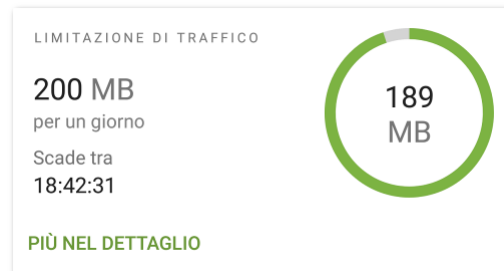 LIMITAZIONE DI TRAFFICO
200 MB
per un giorno
Scade tra
18:42:31
189
MB
PIÙ NEL DETTAGLIO